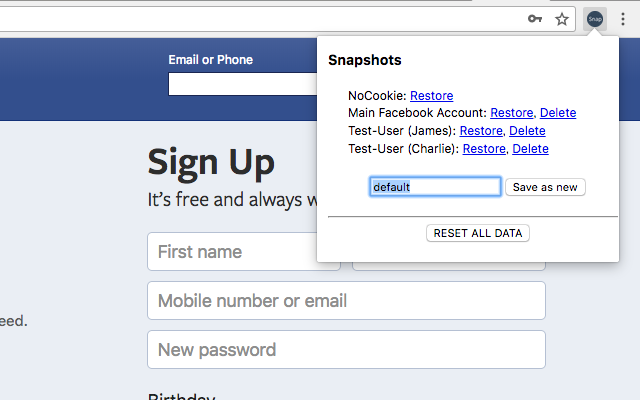 Snap
Email or Phone
Snapshots
NoCookie: Restore
Main Facebook Account: Restore, Delete
Test-User (James): Restore, Delete
Test-User (Charlie): Restore, Delete
default
Save as new
RESET ALL DATA
Sign Up
It's free and always w
First name
Mobile number or email
eed.
New password
Birthday